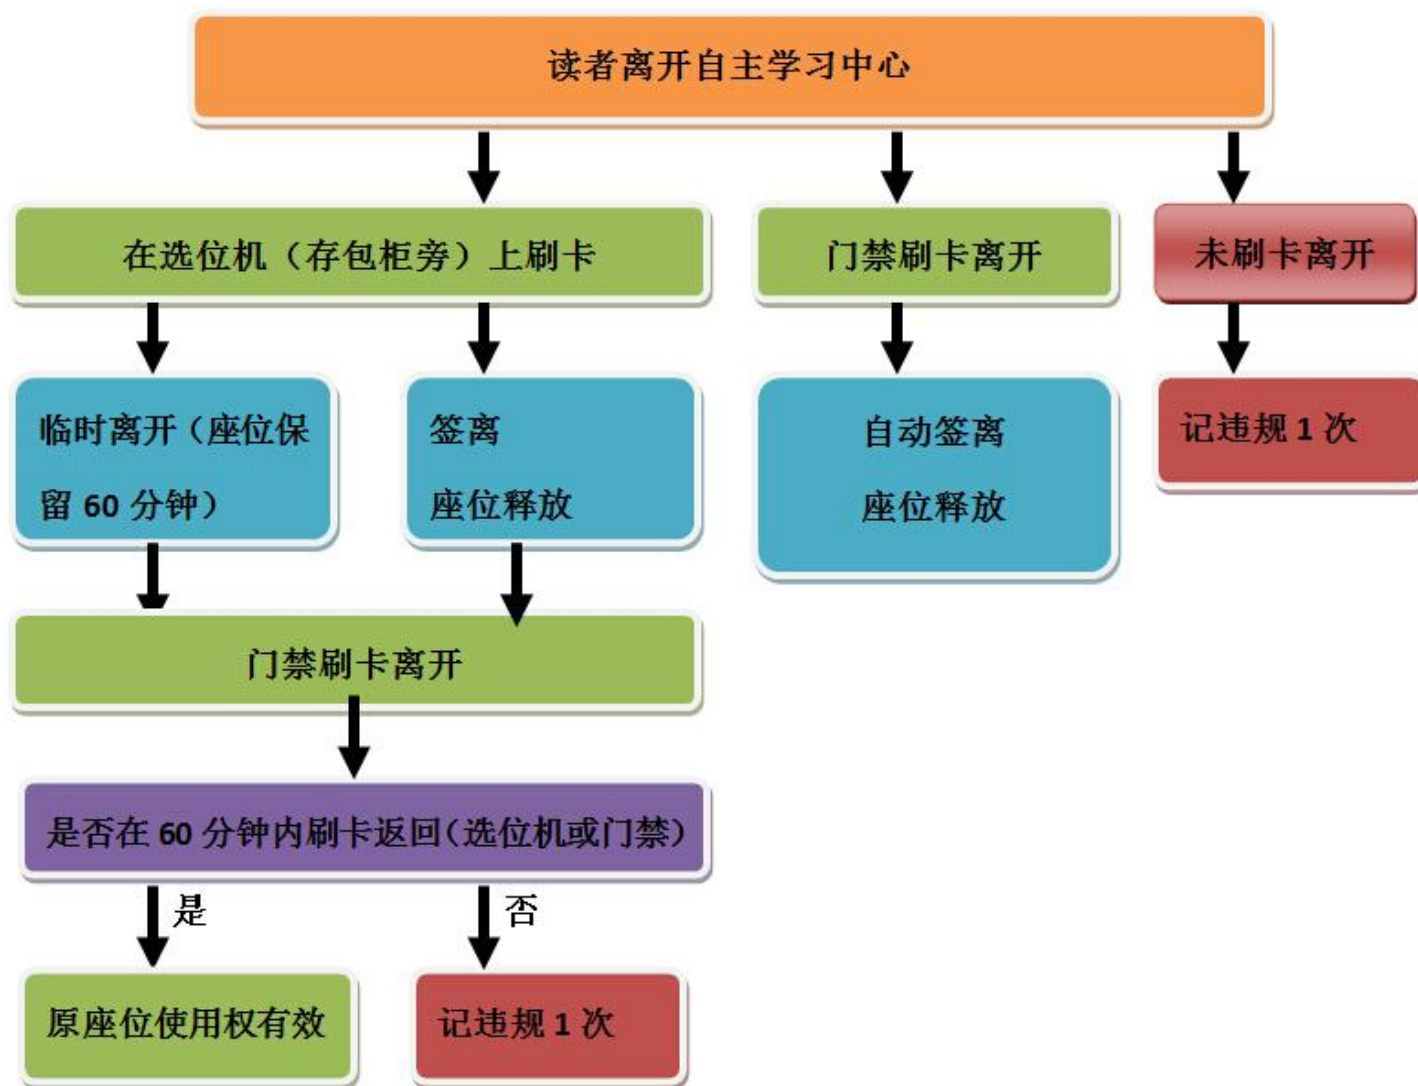 读者离开自主学习中心
在选位机（存包柜旁）上刷卡
门禁刷卡离开
未刷卡离开
临时离开（座位保
留 60 分钟）
签离
座位释放
自动签离
座位释放
记违规 1 次
门禁刷卡离开
是否在 60 分钟内刷卡返回（选位机或门禁）
是
否
原座位使用权有效
记违规 1 次